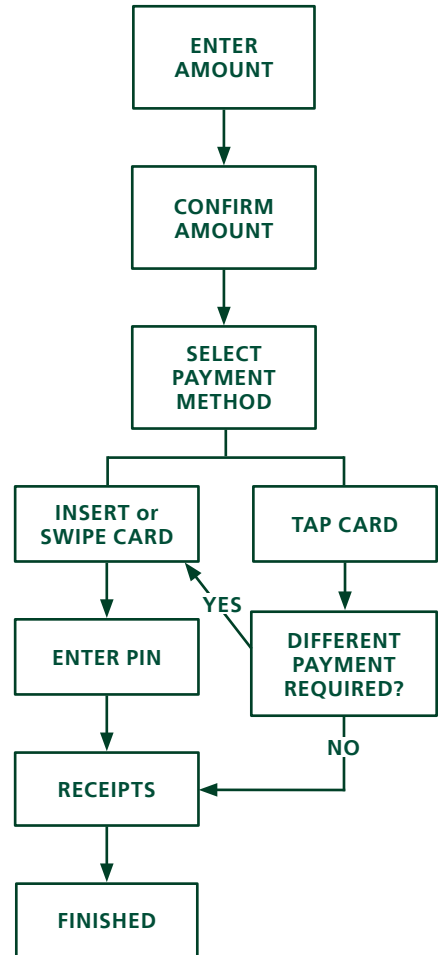 ENTER
AMOUNT
CONFIRM
AMOUNT
SELECT
PAYMENT
METHOD
INSERT or
SWIPE CARD
TAP CARD
YES
ENTER PIN
DIFFERENT
PAYMENT
REQUIRED?
NO
RECEIPTS
FINISHED